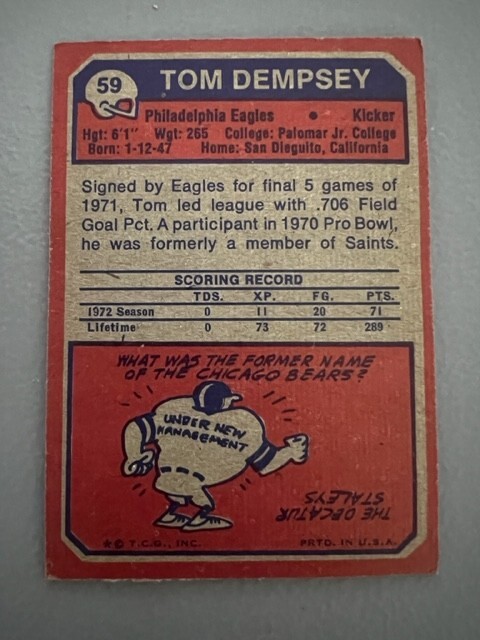 59
TOM DEMPSEY
Philadelphia Eagles • Kicker
Hgt: 6'1" Wgt: 265 College: Palomar Jr. College
Born: 1-12-47 Home: San Dieguito, California
Signed by Eagles for final 5 games of
1971, Tom led league with .706 Field
Goal Pct. A participant in 1970 Pro Bowl,
he was formerly a member of Saints.
SCORING RECORD
TDS. XP. FG. PTS.
1972 Season 0 11 20 71
Lifetime 0 73 72 289
WHAT WAS THE FORMER NAME
OF THE CHICAGO BEARS?
UNDER NEW
MANAGEMENT
THE DECATUR
STALEYS
★ © T.C.G., INC. PRTD. IN U.S.A.